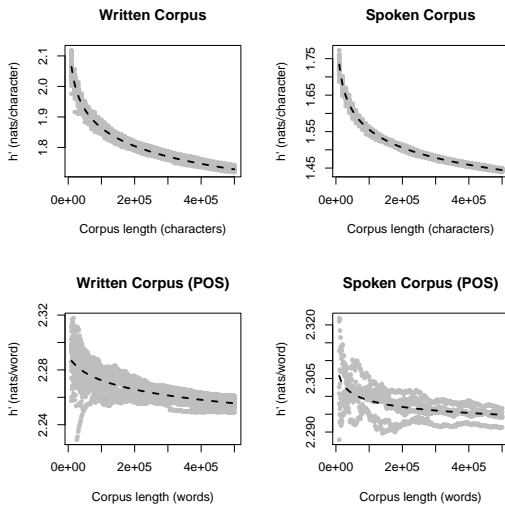 Written Corpus
h' (nats/character)
2.1
2.0
1.9
1.8
0e+00 2e+05 4e+05
Corpus length (characters)
Spoken Corpus
h' (nats/character)
1.75
1.65
1.55
1.45
0e+00 2e+05 4e+05
Corpus length (characters)
Written Corpus (POS)
h' (nats/word)
2.32
2.28
2.24
0e+00 2e+05 4e+05
Corpus length (words)
Spoken Corpus (POS)
h' (nats/word)
2.320
2.305
2.290
0e+00 2e+05 4e+05
Corpus length (words)